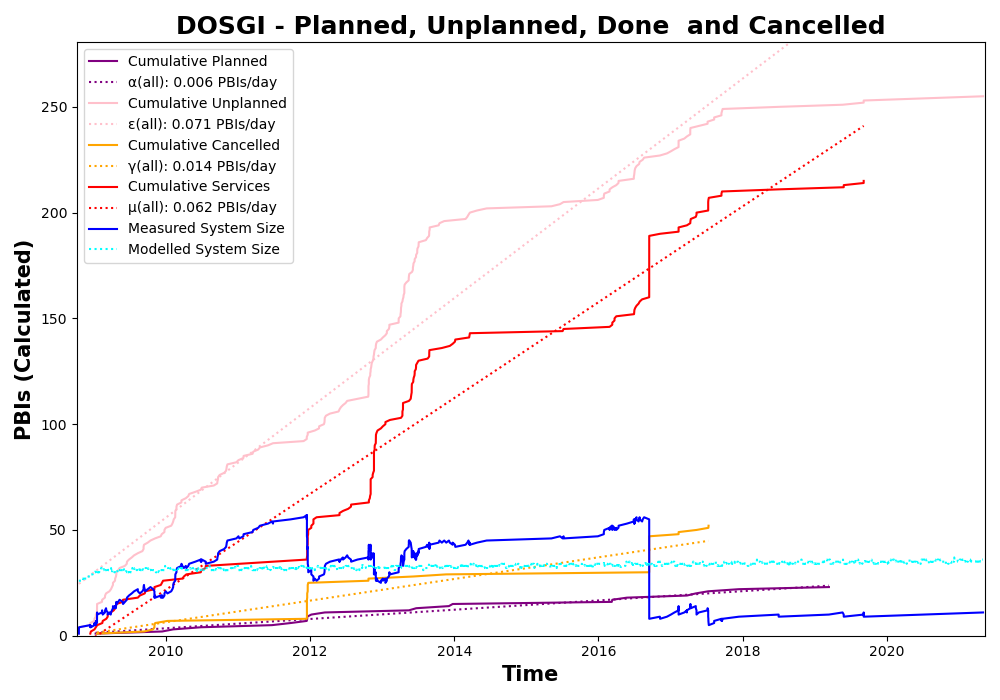 DOSGI - Planned, Unplanned, Done  and Cancelled
Cumulative Planned
α(all): 0.006 PBIs/day
Cumulative Unplanned
ε(all): 0.071 PBIs/day
Cumulative Cancelled
γ(all): 0.014 PBIs/day
Cumulative Services
μ(all): 0.062 PBIs/day
Measured System Size
Modelled System Size
PBIs (Calculated)
250
200
150
100
50
0
2010 2012 2014 2016 2018 2020
Time